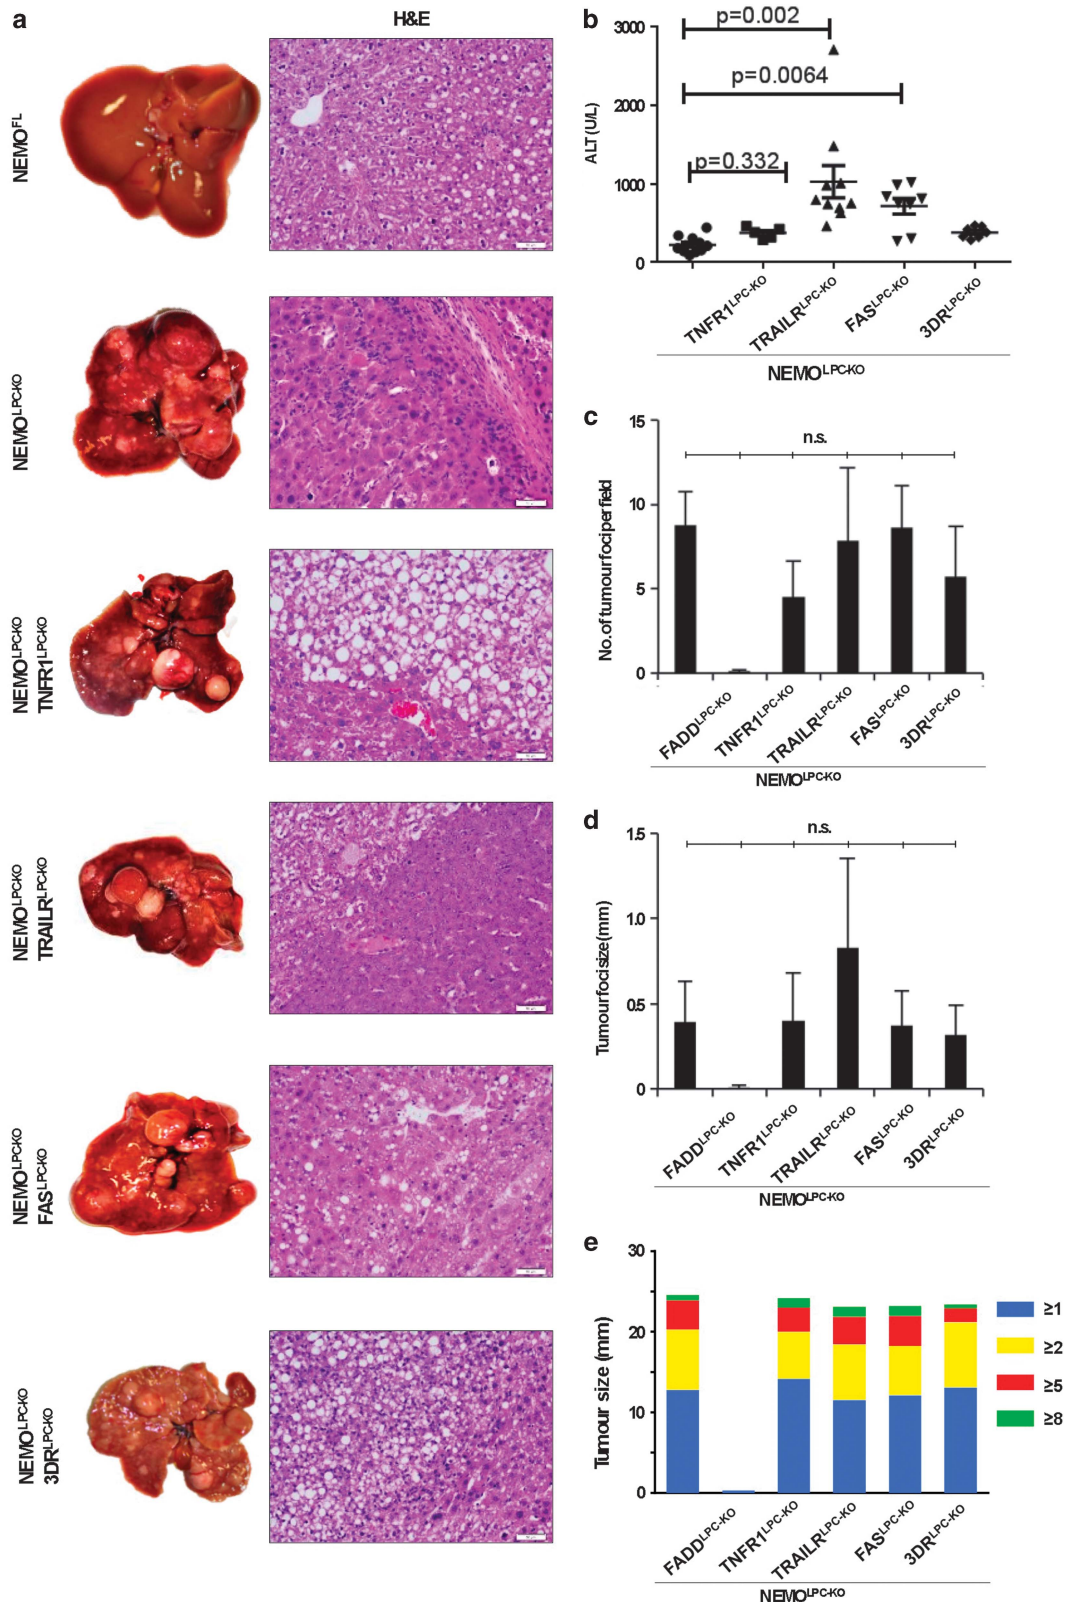 a
H&E
NEMO^FL
NEMO^LPC-KO
NEMO^LPC-KO
TNFR1^LPC-KO
NEMO^LPC-KO
TRAILR^LPC-KO
NEMO^LPC-KO
FAS^LPC-KO
NEMO^LPC-KO
3DR^LPC-KO
b
ALT (U/L)
3000
2000
1000
0
p=0.002
p=0.0064
p=0.332
TNFR1^LPC-KO
TRAILR^LPC-KO
FAS^LPC-KO
3DR^LPC-KO
NEMO^LPC-KO
c
No. of tumour foci per field
15
10
5
0
n.s.
FADD^LPC-KO
TNFR1^LPC-KO
TRAILR^LPC-KO
FAS^LPC-KO
3DR^LPC-KO
NEMO^LPC-KO
d
Tumour foci size (mm)
1.5
1.0
0.5
0
n.s.
FADD^LPC-KO
TNFR1^LPC-KO
TRAILR^LPC-KO
FAS^LPC-KO
3DR^LPC-KO
NEMO^LPC-KO
e
Tumour size (mm)
30
20
10
0
≥1
≥2
≥5
≥8
FADD^LPC-KO
TNFR1^LPC-KO
TRAILR^LPC-KO
FAS^LPC-KO
3DR^LPC-KO
NEMO^LPC-KO